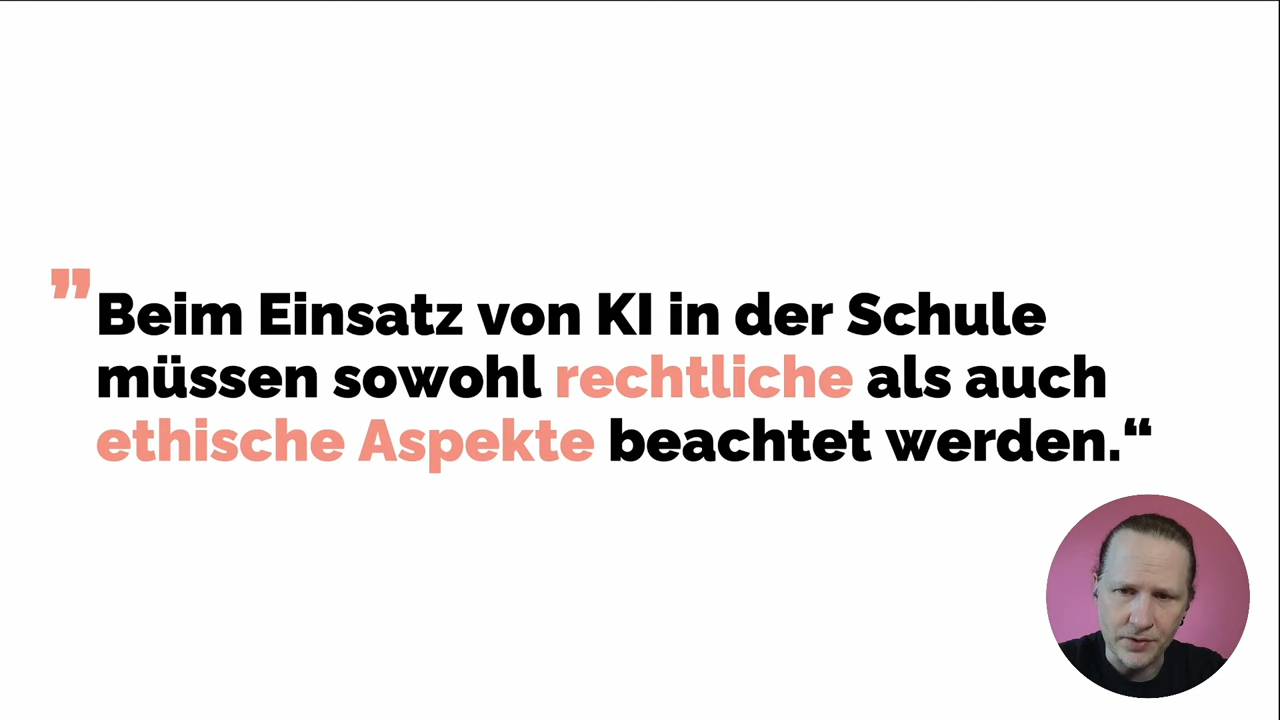 ”Beim Einsatz von KI in der Schule
müssen sowohl rechtliche als auch
ethische Aspekte beachtet werden.“